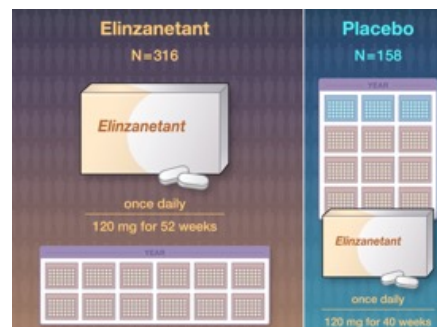 Elinzanetant
N=316
Elinzanetant
once daily
120 mg for 52 weeks
YEAR
Placebo
N=158
YEAR
Elinzanetant
once daily
120 mg for 40 weeks